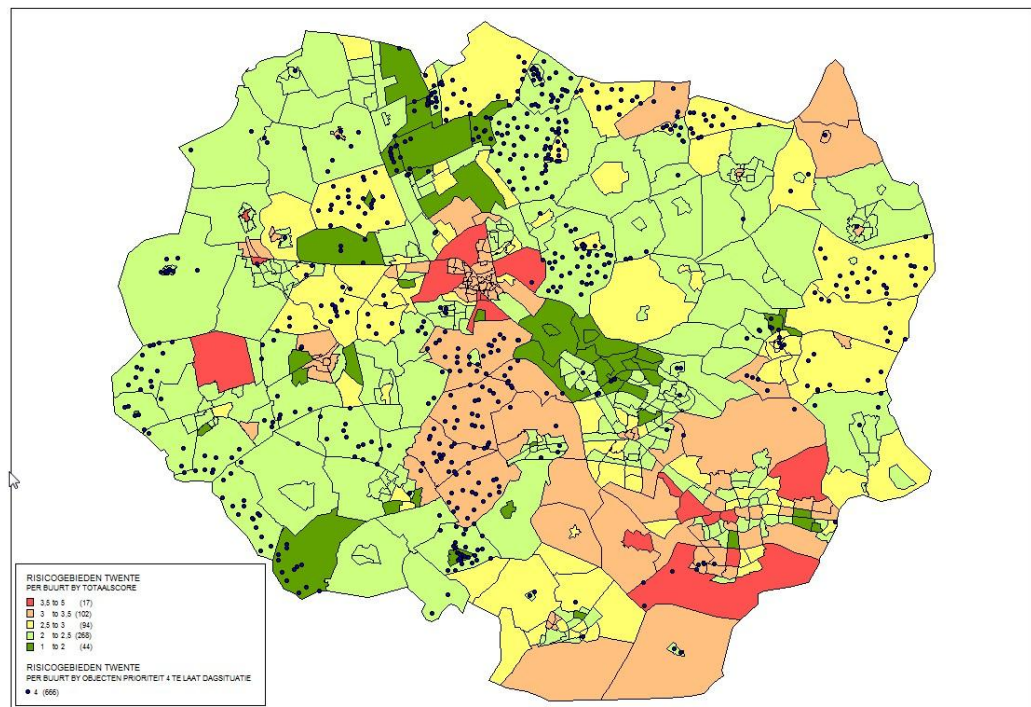 RISICOGEBIEDEN TWENTE
PER BUURT BY TOTAALSCORE
3,5 to 5 (17)
3 to 3,5 (102)
2,5 to 3 (94)
2 to 2,5 (268)
1 to 2 (44)
RISICOGEBIEDEN TWENTE
PER BUURT BY OBJECTEN PRIORITEIT 4 TE LAAT DAGSITUATIE
4 (666)